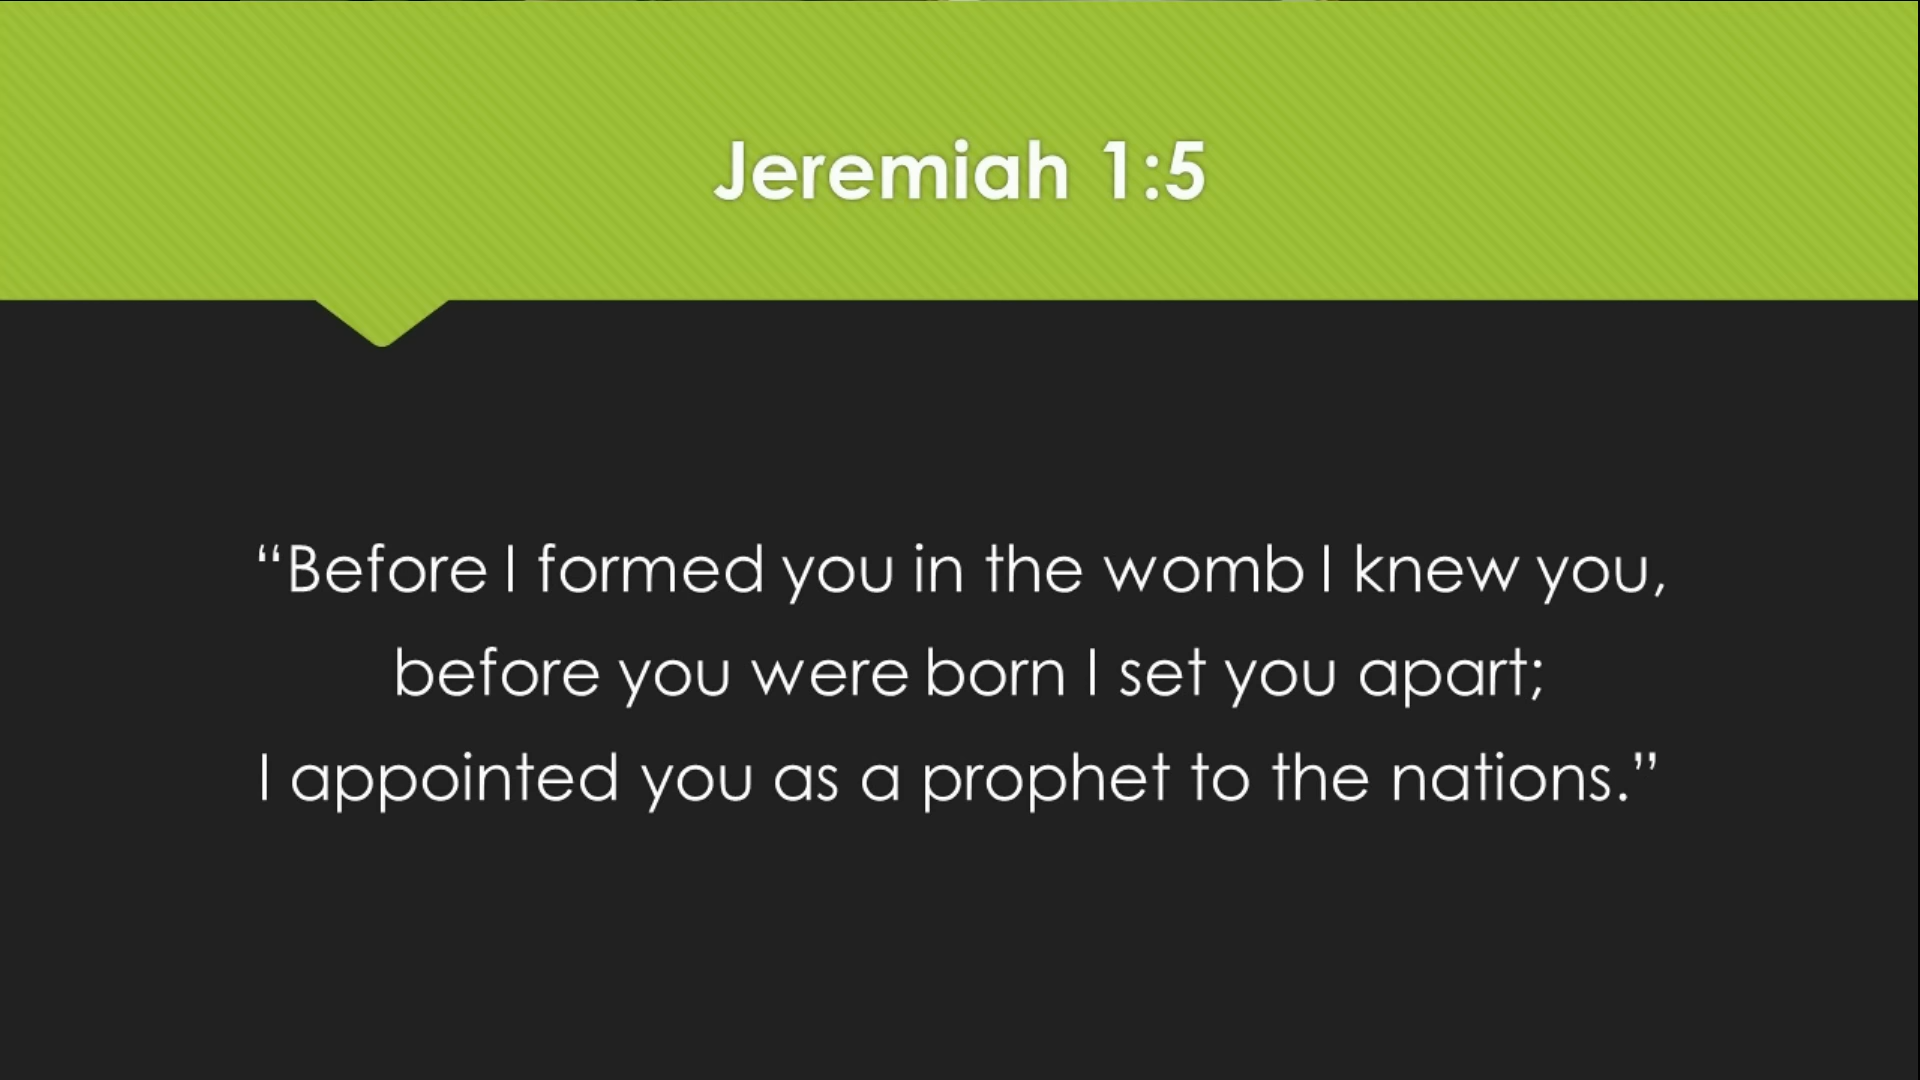 Jeremiah 1:5
“Before I formed you in the womb I knew you,
before you were born I set you apart;
I appointed you as a prophet to the nations.”